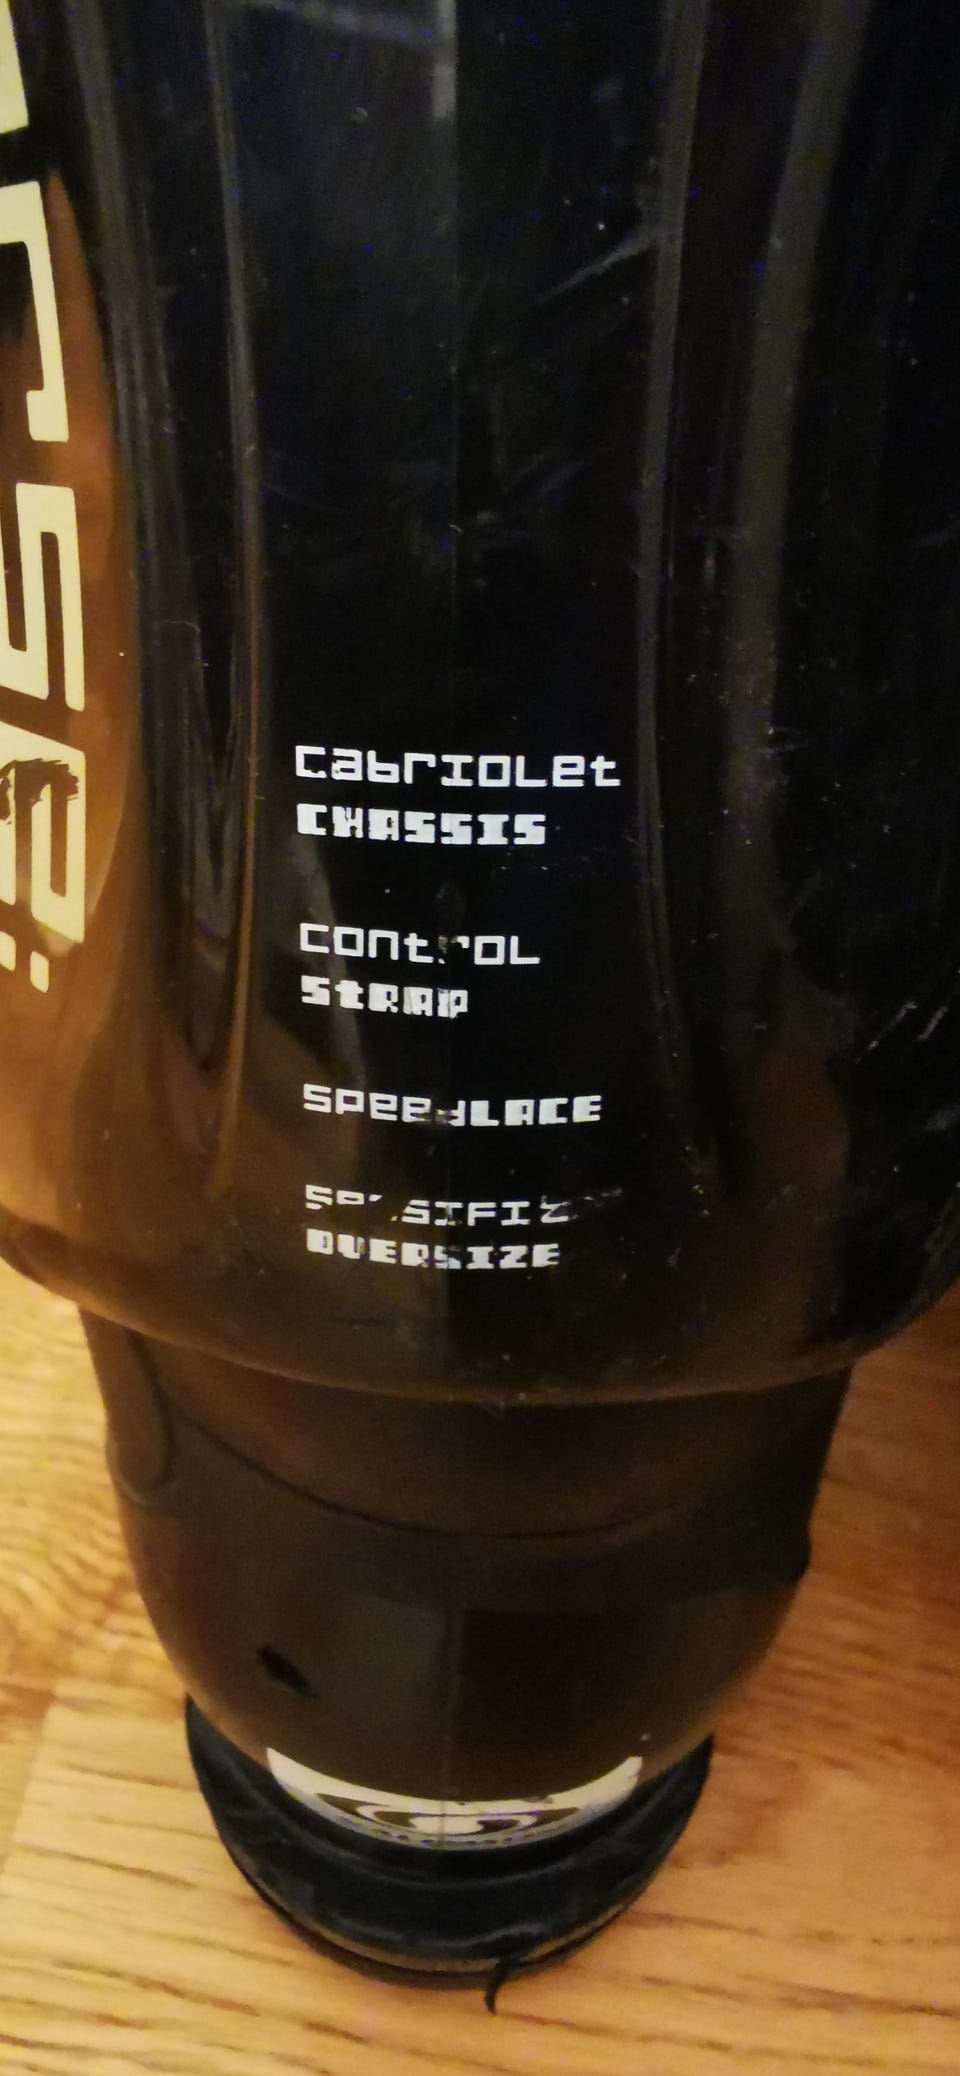 CabrIOLet
CHASSIS
CONtrOL
StRAP
SPeedLACE
OVERSIZE